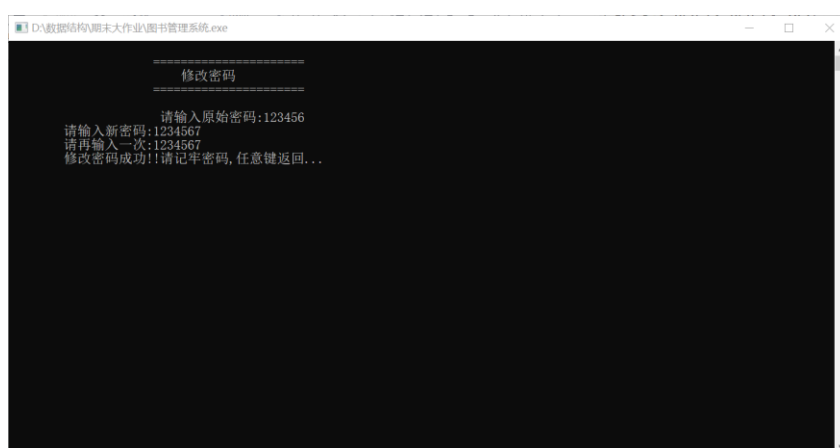 D:\数据结构\期末大作业\图书管理系统.exe
======================
修改密码
======================
请输入原始密码:123456
请输入新密码:1234567
请再输入一次:1234567
修改密码成功!!请记牢密码,任意键返回...